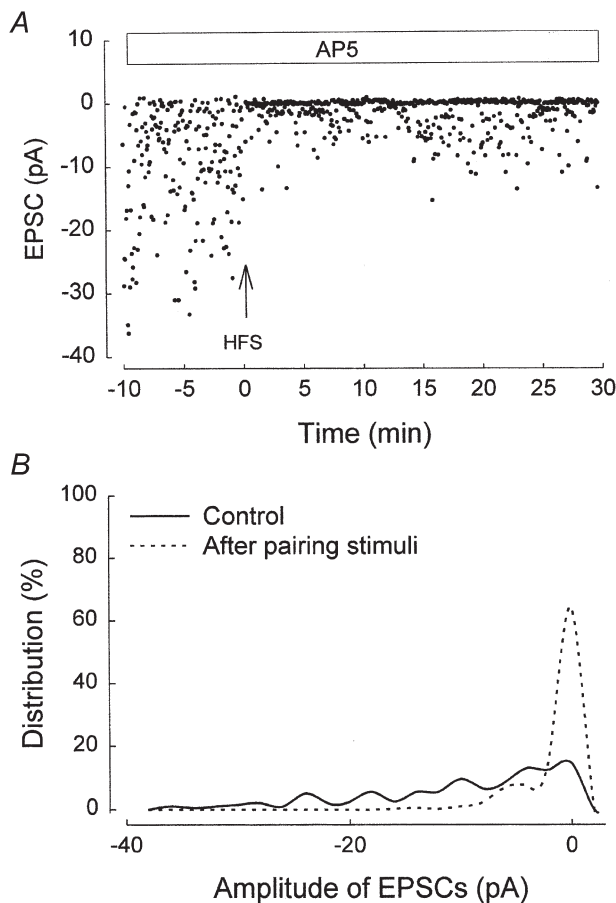 A
AP5
10
0
-10
-20
-30
-40
EPSC (pA)
HFS
-10 -5 0 5 10 15 20 25 30
Time (min)
B
100
80
60
40
20
0
Distribution (%)
Control
After pairing stimuli
-40 -20 0
Amplitude of EPSCs (pA)